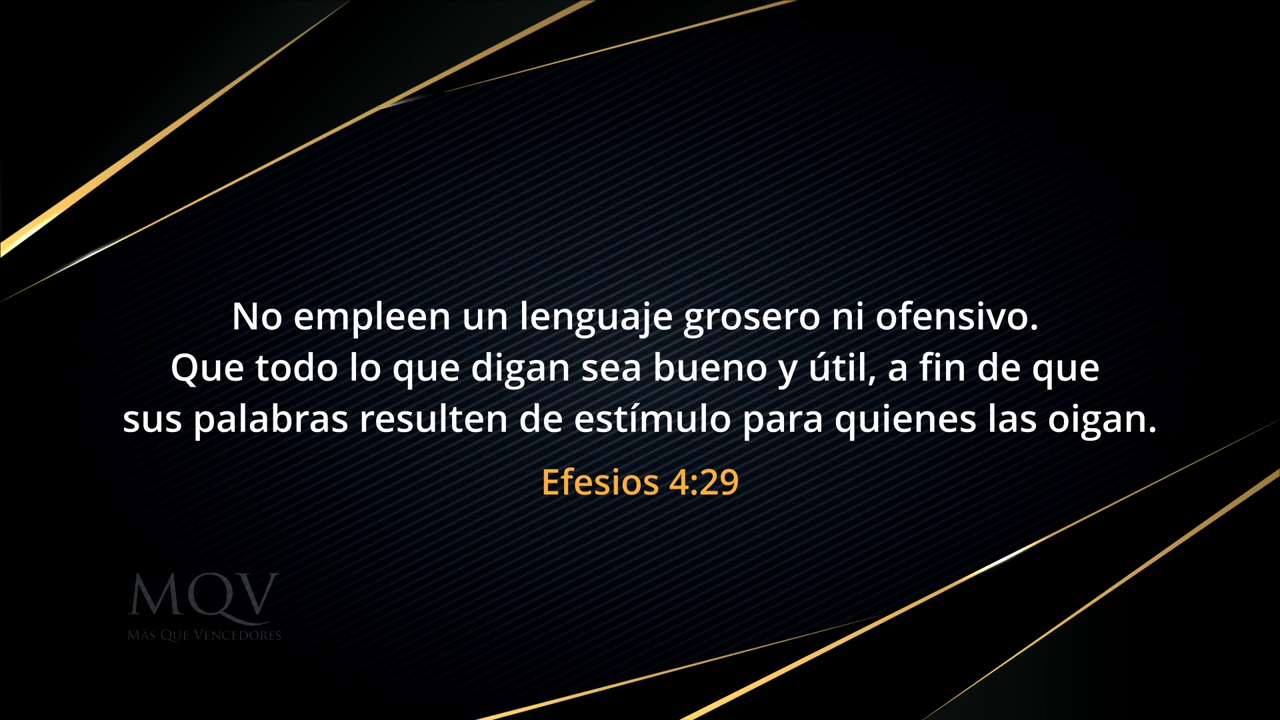 No empleen un lenguaje grosero ni ofensivo.
Que todo lo que digan sea bueno y útil, a fin de que
sus palabras resulten de estímulo para quienes las oigan.
Efesios 4:29
MQV
Más Que Vencedores